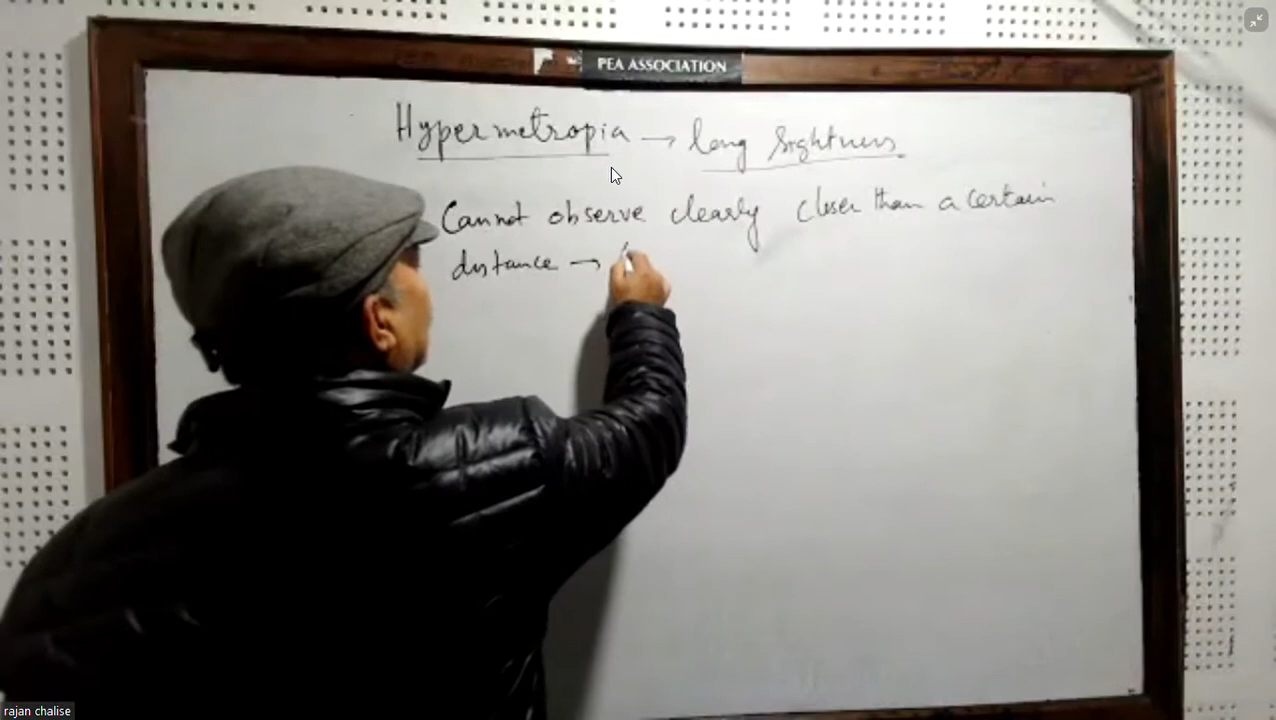 PEA ASSOCIATION
Hypermetropia → long Sightness
Cannot observe clearly closer than a certain
distance →
rajan chalise